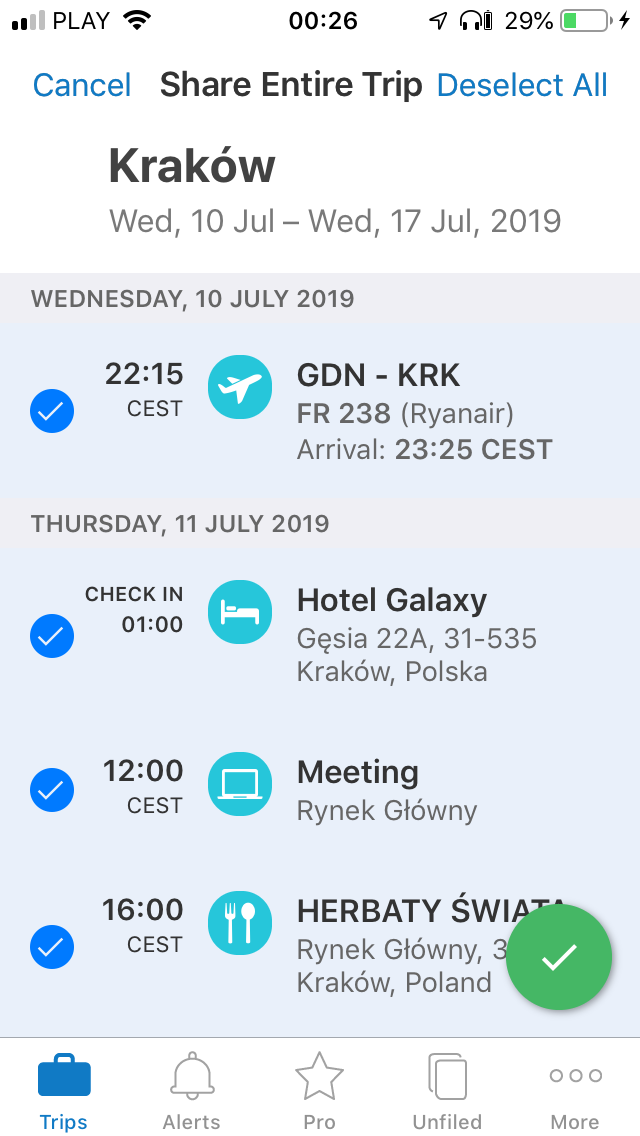 PLAY 00:26 29%
Cancel Share Entire Trip Deselect All
Kraków
Wed, 10 Jul – Wed, 17 Jul, 2019
WEDNESDAY, 10 JULY 2019
22:15 GDN - KRK
CEST FR 238 (Ryanair)
Arrival: 23:25 CEST
THURSDAY, 11 JULY 2019
CHECK IN Hotel Galaxy
01:00 Gęsia 22A, 31-535
Kraków, Polska
12:00 Meeting
CEST Rynek Główny
16:00 HERBATY ŚWIATA
CEST Rynek Główny, 3
Kraków, Poland
Trips Alerts Pro Unfiled More